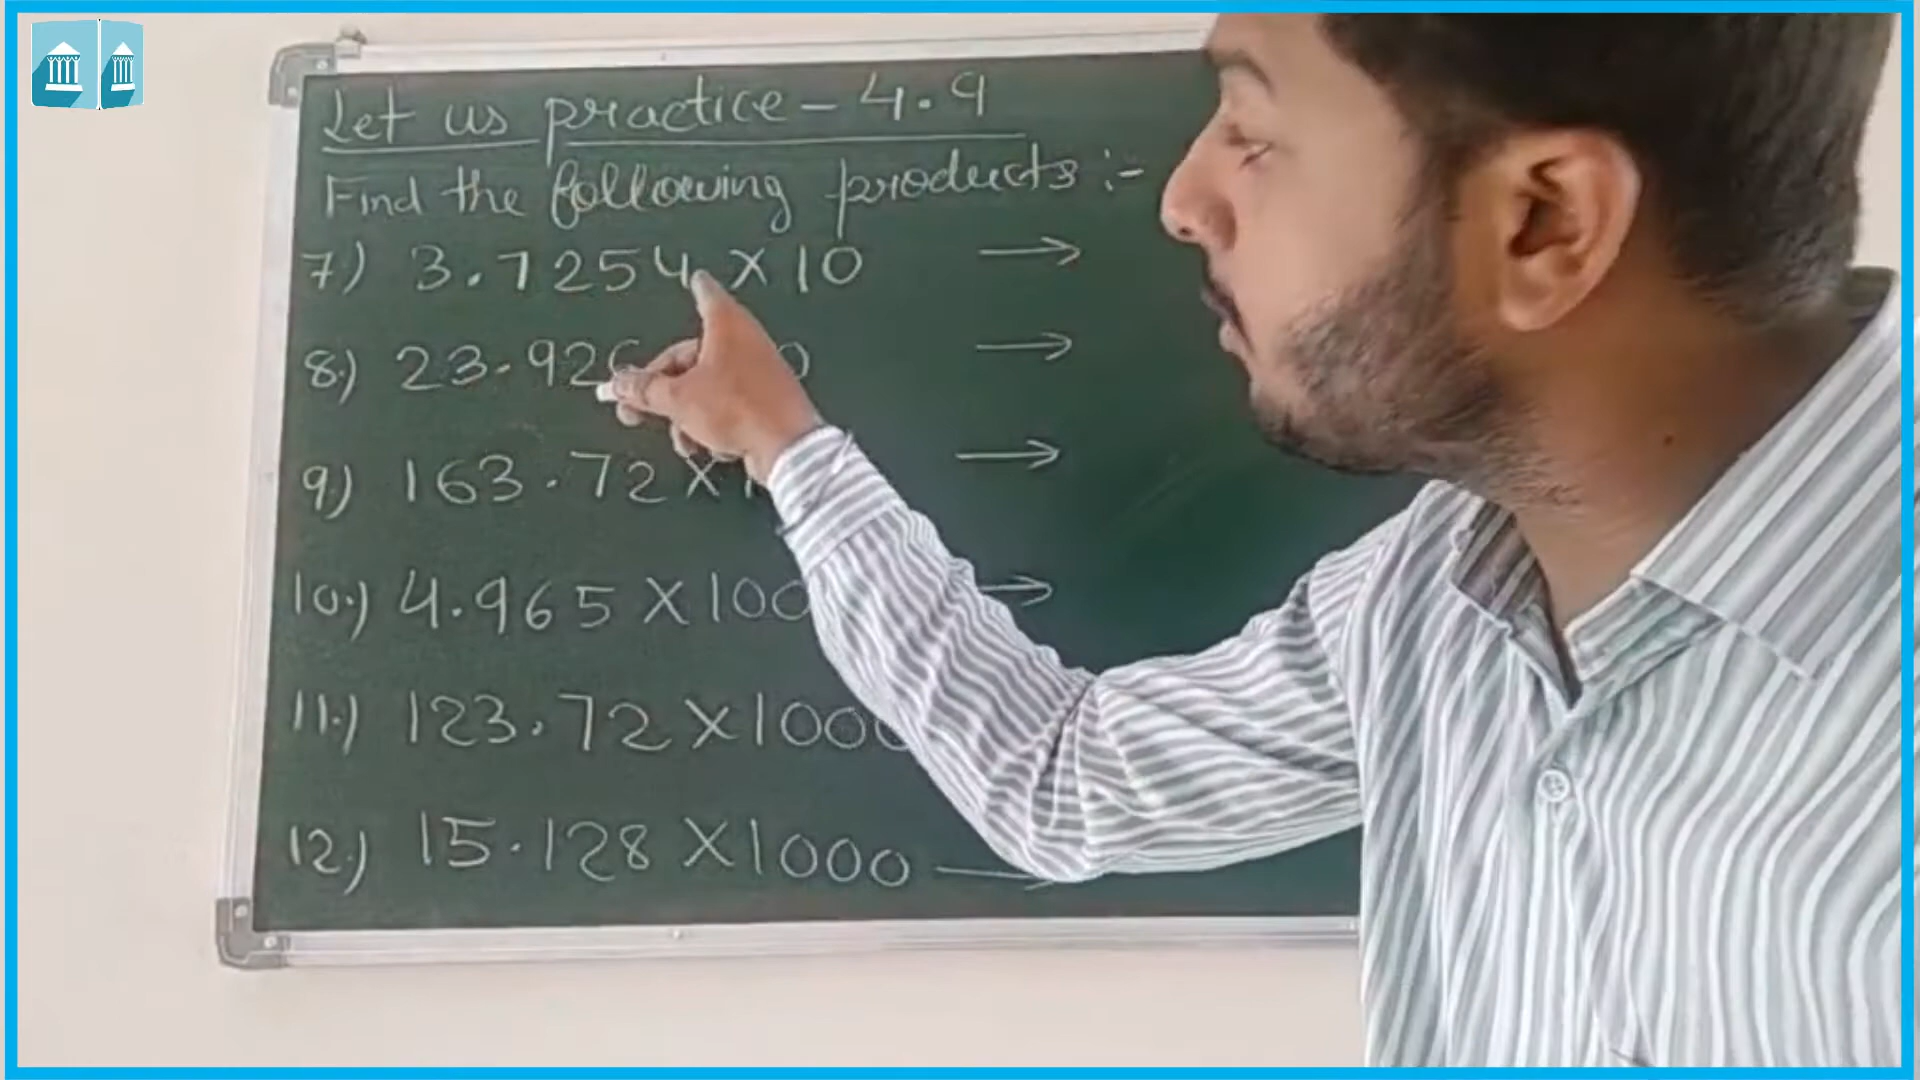 Let us practice - 4.9
Find the following products :-
7) 3.7254 X 10 →
8.) 23.926 →
9.) 163.72 X →
10.) 4.965 X 100 →
11.) 123.72 X 1000
12.) 15.128 X 1000 →